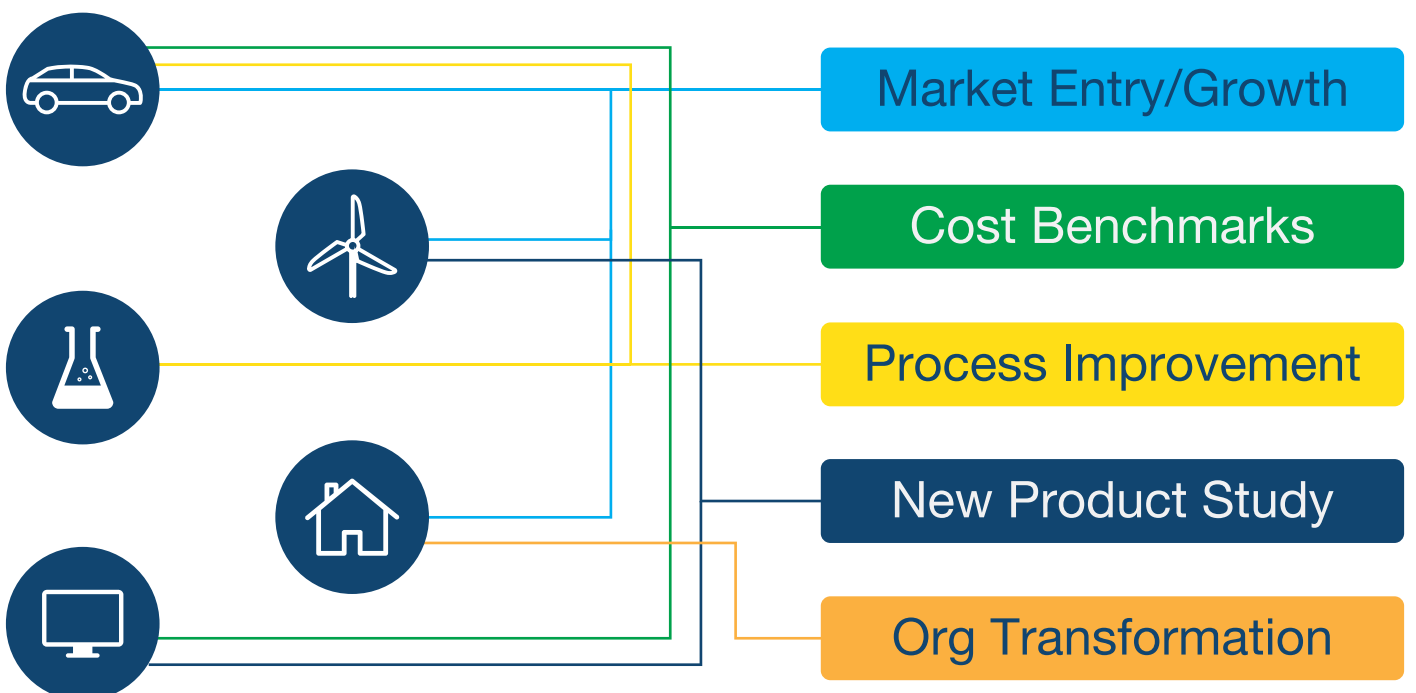 Market Entry/Growth
Cost Benchmarks
Process Improvement
New Product Study
Org Transformation